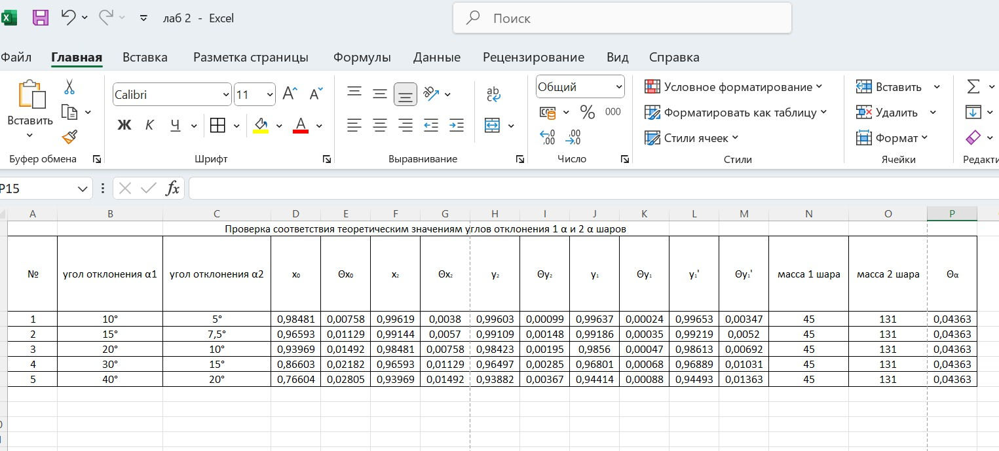 лаб 2 - Excel
Поиск
Файл Главная Вставка Разметка страницы Формулы Данные Рецензирование Вид Справка
Вставить
Calibri 11
Ж К Ч
Общий
% 000
Условное форматирование
Форматировать как таблицу
Стили ячеек
Вставить
Удалить
Формат
Буфер обмена Шрифт Выравнивание Число Стили Ячейки Редакти
P15 fx
A B C D E F G H I J K L M N O P
Проверка соответствия теоретическим значениям углов отклонения 1 α и 2 α шаров
№ угол отклонения α1 угол отклонения α2 x₀ Θx₀ x₂ Θx₂ y₂ Θy₂ y₁ Θy₁ y₁' Θy₁' масса 1 шара масса 2 шара Θα
1 10° 5° 0,98481 0,00758 0,99619 0,0038 0,99603 0,00099 0,99637 0,00024 0,99653 0,00347 45 131 0,04363
2 15° 7,5° 0,96593 0,01129 0,99144 0,0057 0,99109 0,00148 0,99186 0,00035 0,99219 0,0052 45 131 0,04363
3 20° 10° 0,93969 0,01492 0,98481 0,00758 0,98423 0,00195 0,9856 0,00047 0,98613 0,00692 45 131 0,04363
4 30° 15° 0,86603 0,02182 0,96593 0,01129 0,96497 0,00285 0,96801 0,00068 0,96889 0,01031 45 131 0,04363
5 40° 20° 0,76604 0,02805 0,93969 0,01492 0,93882 0,00367 0,94414 0,00088 0,94493 0,01363 45 131 0,04363